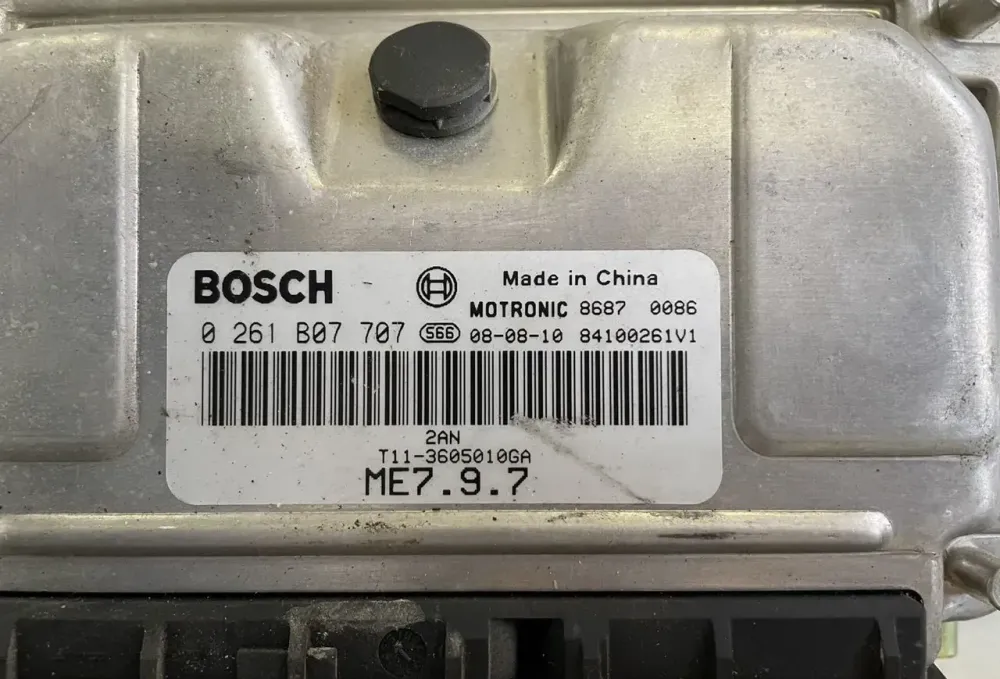 BOSCH Made in China
MOTRONIC 8687 0086
0 261 B07 707 S66 08-08-10 84100261V1
2AN
T11-3605010GA
ME7.9.7